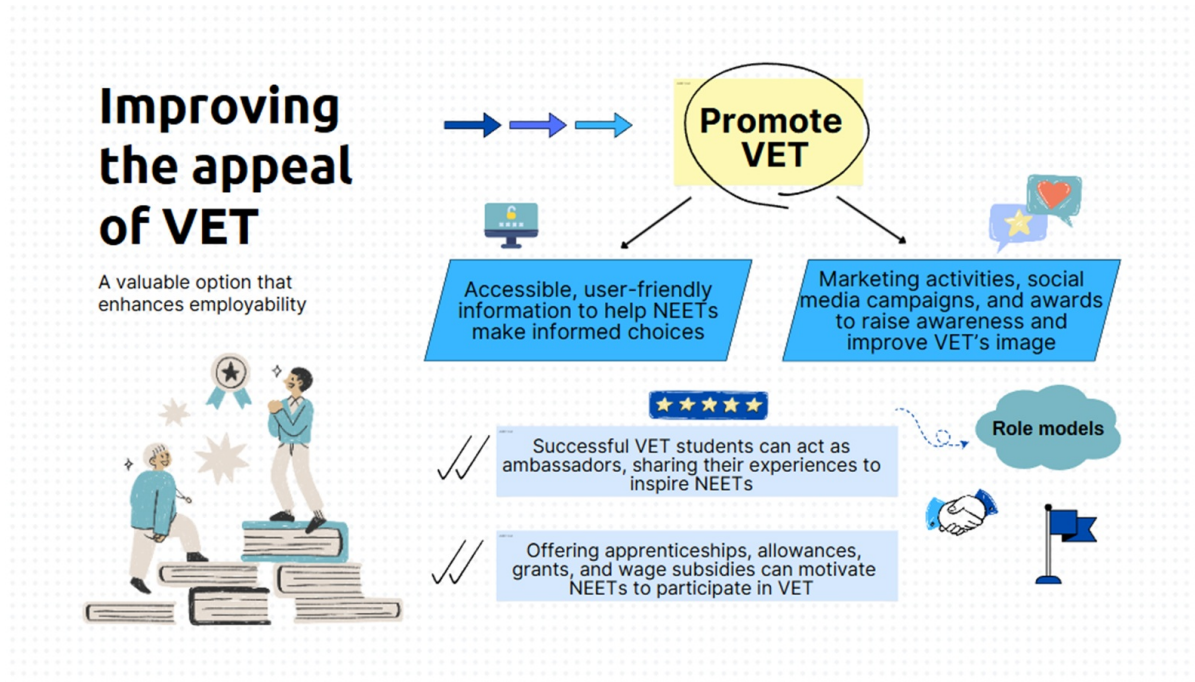 Improving
the appeal
of VET
A valuable option that
enhances employability
Promote
VET
Accessible, user-friendly
information to help NEETs
make informed choices
Marketing activities, social
media campaigns, and awards
to raise awareness and
improve VET's image
Successful VET students can act as
ambassadors, sharing their experiences to
inspire NEETs
Role models
Offering apprenticeships, allowances,
grants, and wage subsidies can motivate
NEETs to participate in VET